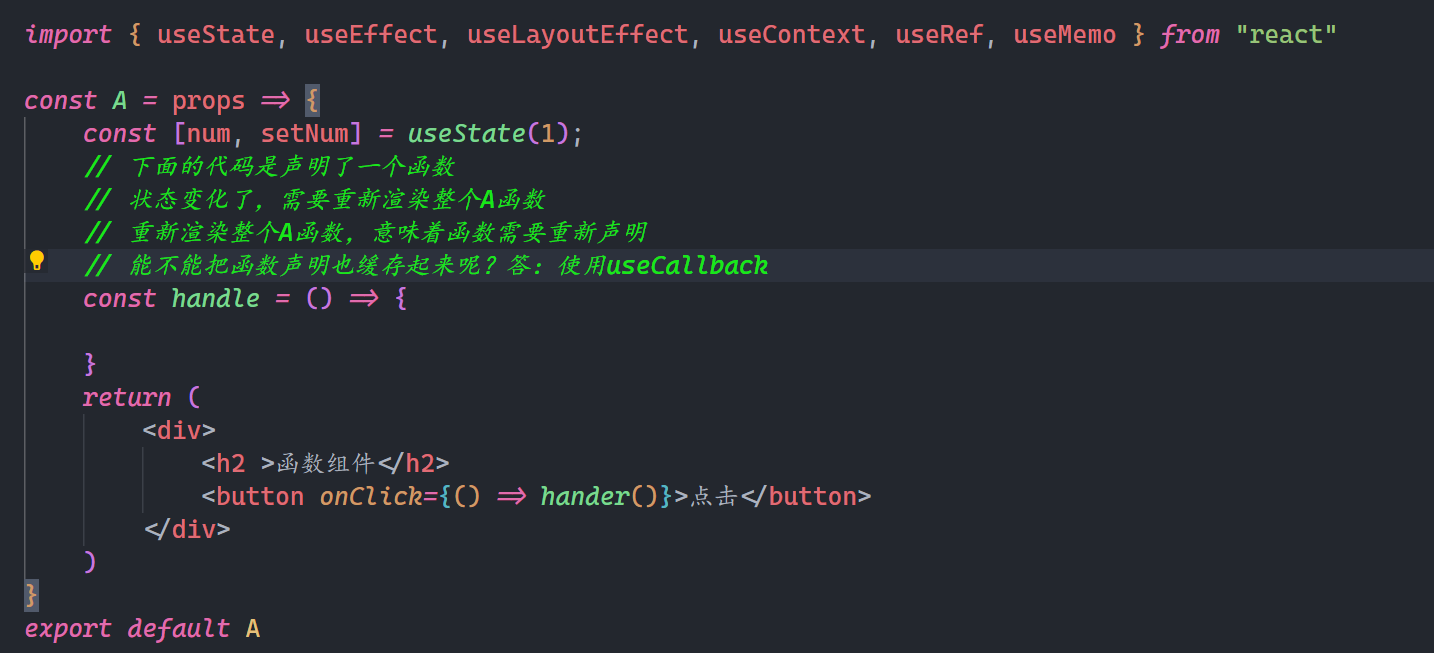 import { useState, useEffect, useLayoutEffect, useContext, useRef, useMemo } from "react"
const A = props => {
const [num, setNum] = useState(1);
// 下面的代码是声明了一个函数
// 状态变化了，需要重新渲染整个A函数
// 重新渲染整个A函数，意味着函数需要重新声明
// 能不能把函数声明也缓存起来呢？答：使用useCallback
const handle = () => {
}
return (
<div>
<h2 >函数组件</h2>
<button onClick={() => hander()}>点击</button>
</div>
)
}
export default A